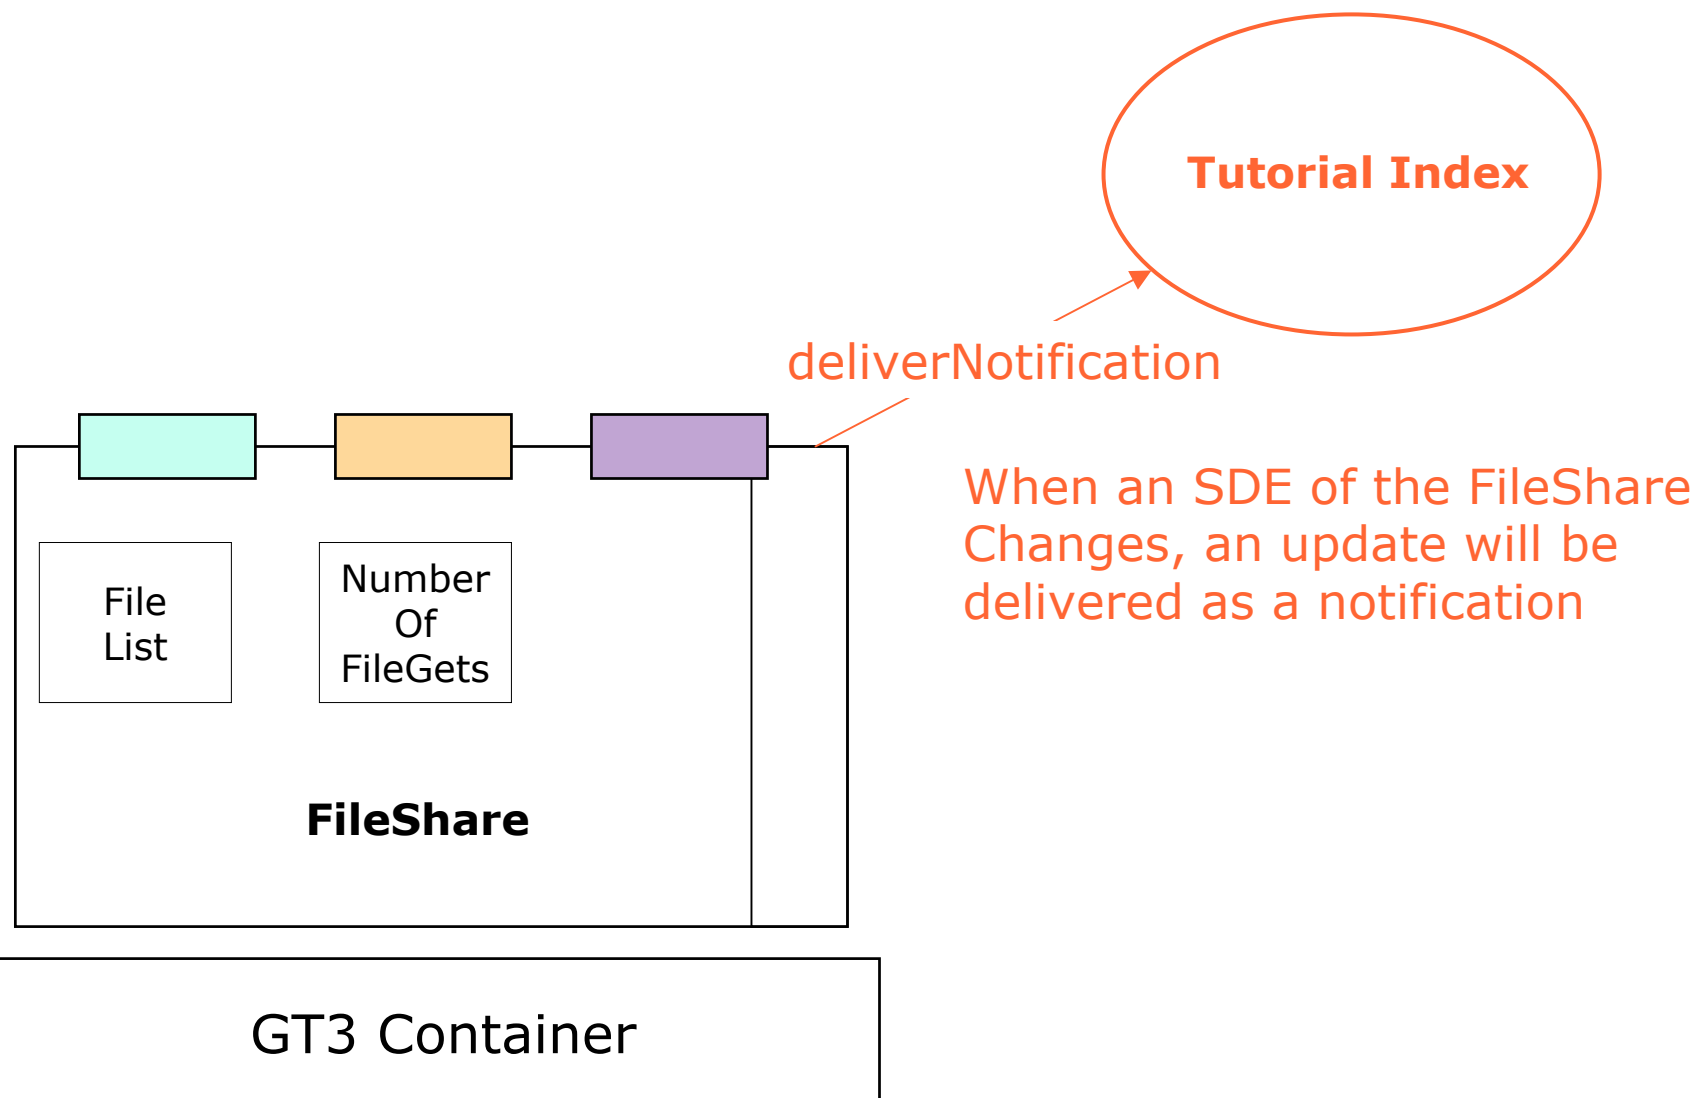 Tutorial Index
deliverNotification
When an SDE of the FileShare
Changes, an update will be
delivered as a notification
File
List
Number
Of
FileGets
FileShare
GT3 Container